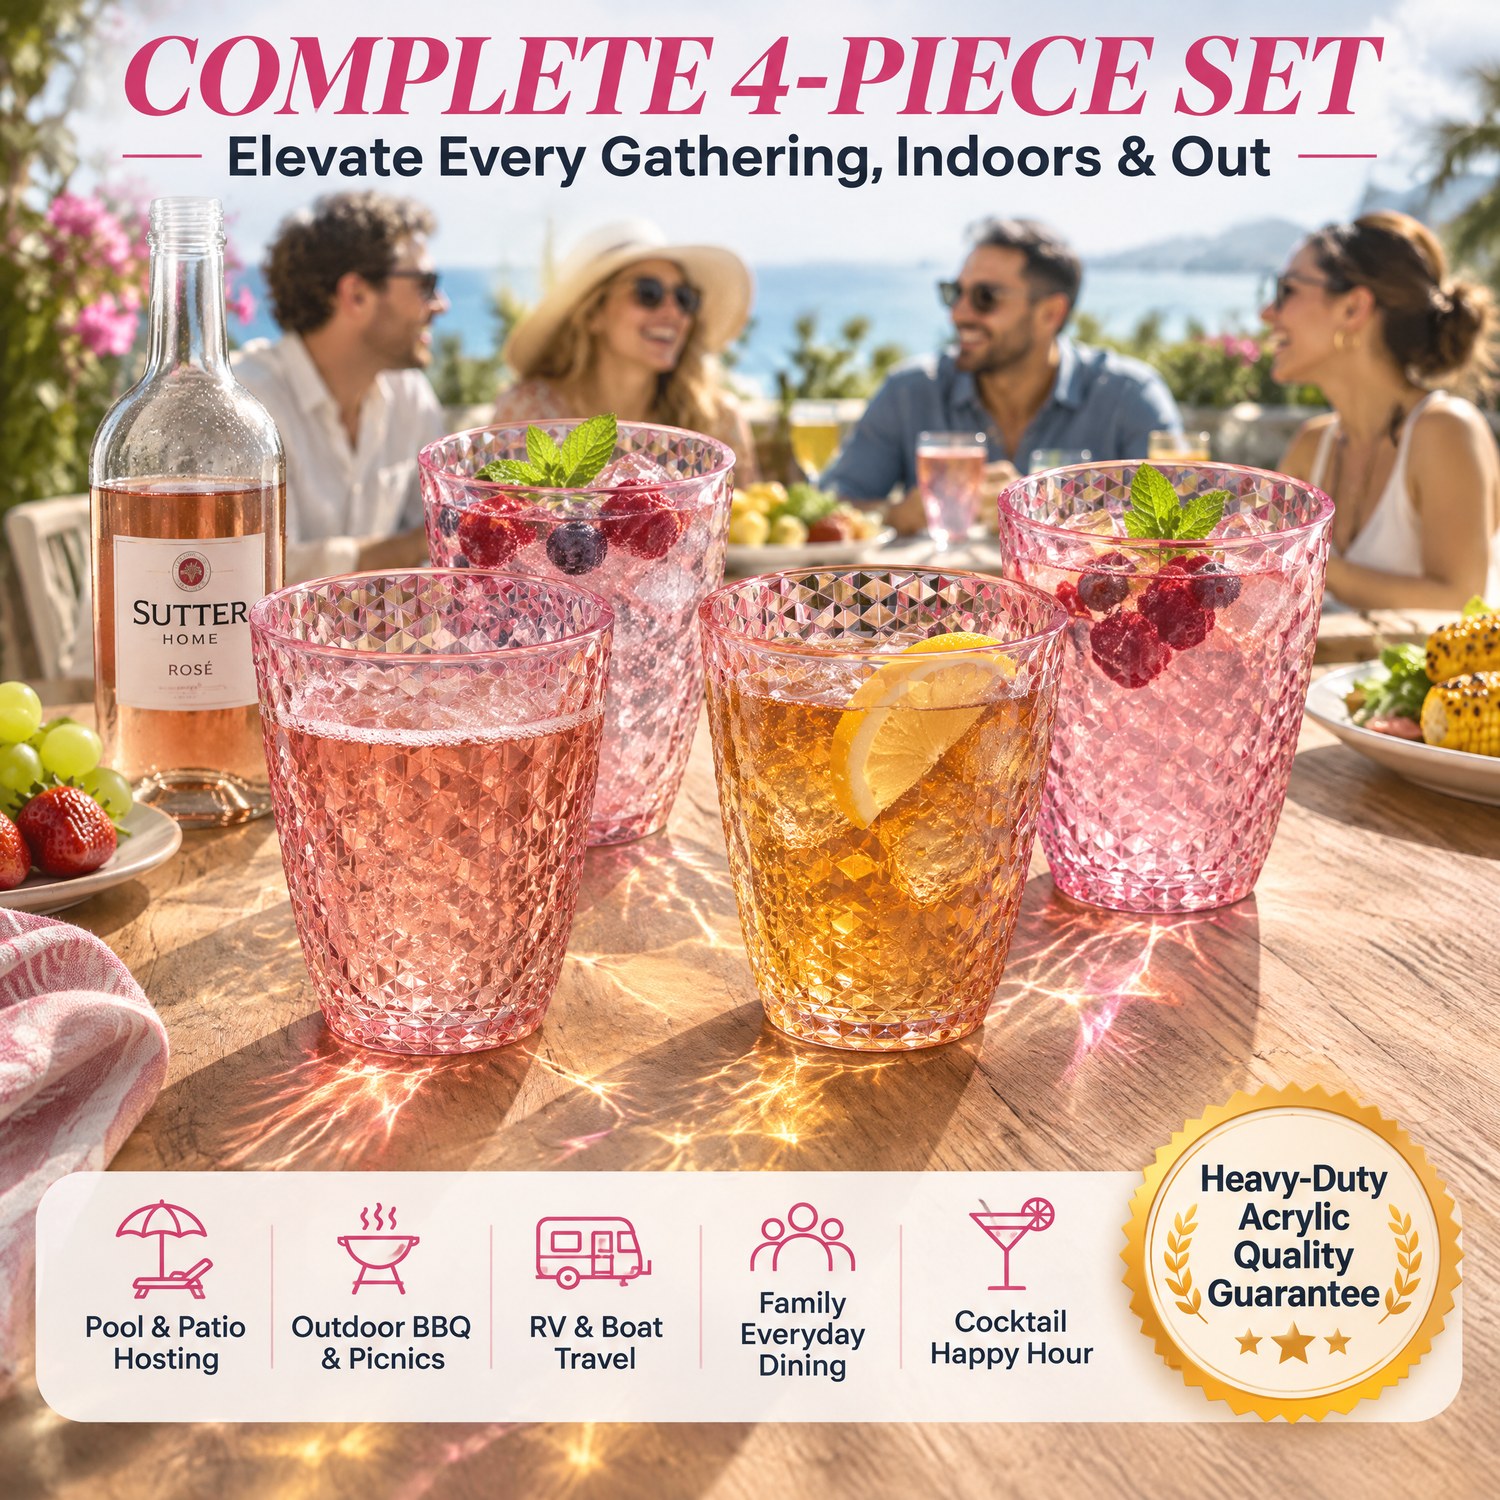 COMPLETE 4-PIECE SET
Elevate Every Gathering, Indoors & Out
SUTTER
HOME
ROSÉ
Pool & Patio
Hosting
Outdoor BBQ
& Picnics
RV & Boat
Travel
Family
Everyday
Dining
Cocktail
Happy Hour
Heavy-Duty
Acrylic
Quality
Guarantee